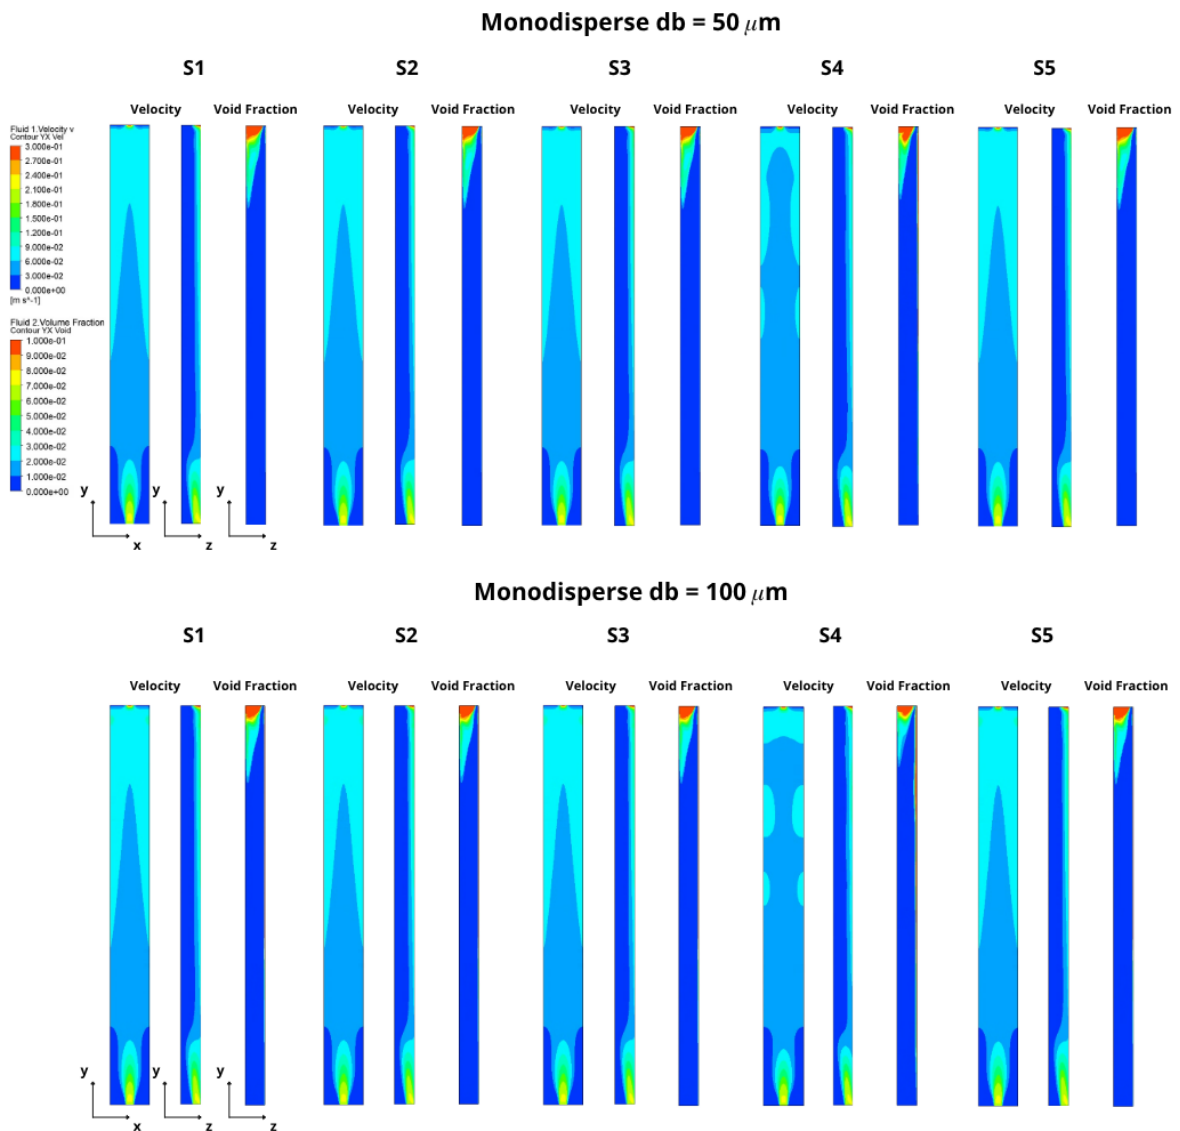 Monodisperse db = 50 μm
S1 S2 S3 S4 S5
Velocity Void Fraction Velocity Void Fraction Velocity Void Fraction Velocity Void Fraction Velocity Void Fraction
Fluid 1.Velocity v
Contour YX Vel
3.000e-01
2.700e-01
2.400e-01
2.100e-01
1.800e-01
1.500e-01
1.200e-01
9.000e-02
6.000e-02
3.000e-02
0.000e+00
[m s^-1]
Fluid 2.Volume Fraction
Contour YX Void
1.000e-01
9.000e-02
8.000e-02
7.000e-02
6.000e-02
5.000e-02
4.000e-02
3.000e-02
2.000e-02
1.000e-02
0.000e+00
y y y
x z z
Monodisperse db = 100 μm
S1 S2 S3 S4 S5
Velocity Void Fraction Velocity Void Fraction Velocity Void Fraction Velocity Void Fraction Velocity Void Fraction
y y y
x z z